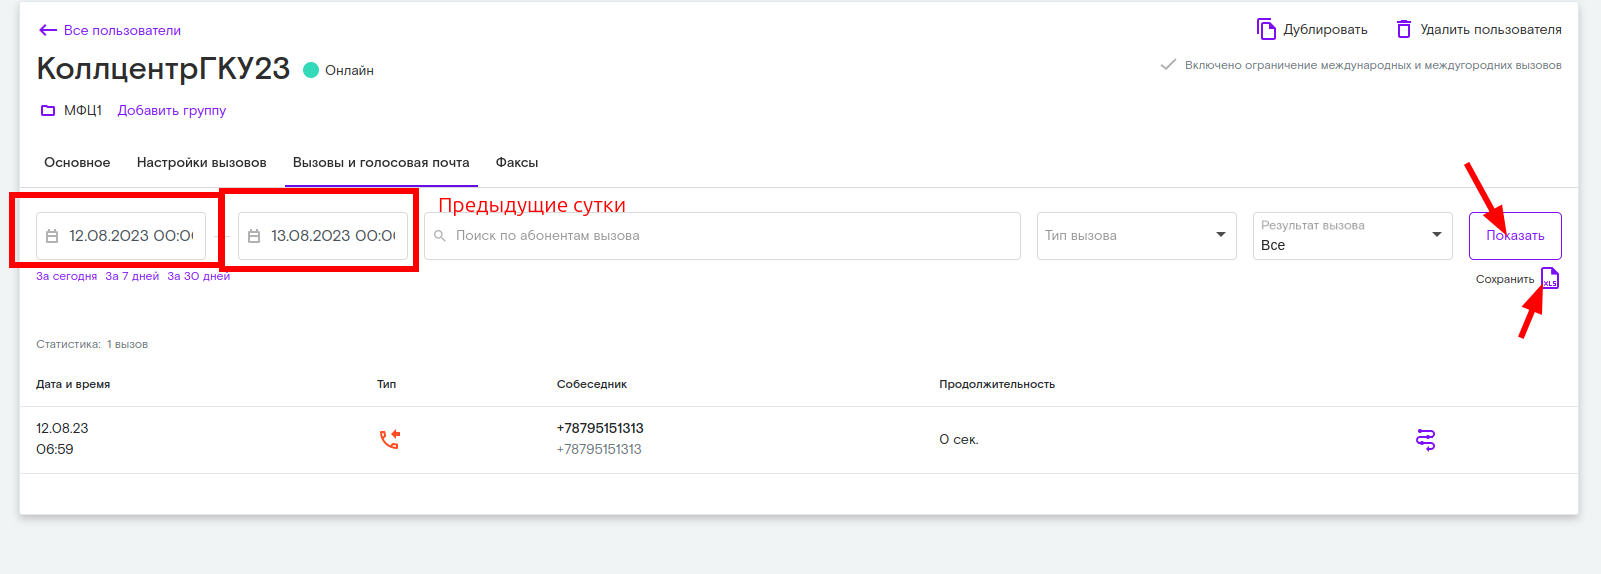 Все пользователи
Дублировать
Удалить пользователя
КоллцентрГКУ23
Онлайн
Включено ограничение международных и междугородних вызовов
МФЦ1
Добавить группу
Основное
Настройки вызовов
Вызовы и голосовая почта
Факсы
Предыдущие сутки
12.08.2023 00:0
13.08.2023 00:0
Поиск по абонентам вызова
Тип вызова
Результат вызова
Все
Показать
За сегодня
За 7 дней
За 30 дней
Сохранить
XLS
Статистика: 1 вызов
Дата и время
Тип
Собеседник
Продолжительность
12.08.23
06:59
+78795151313
+78795151313
0 сек.